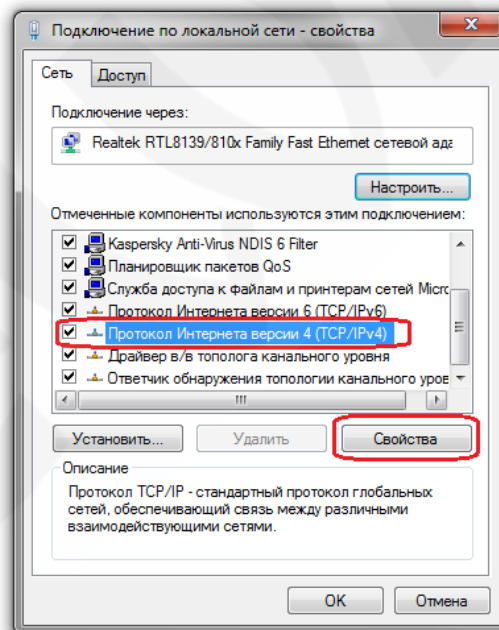 Подключение по локальной сети - свойства
Сеть
Доступ
Подключение через:
Realtek RTL8139/810x Family Fast Ethernet сетевой ада
Настроить...
Отмеченные компоненты используются этим подключением:
Kaspersky Anti-Virus NDIS 6 Filter
Планировщик пакетов QoS
Служба доступа к файлам и принтерам сетей Micro
Протокол Интернета версии 6 (TCP/IPv6)
Протокол Интернета версии 4 (TCP/IPv4)
Драйвер в/в тополога канального уровня
Ответчик обнаружения топологии канального уров
Установить...
Удалить
Свойства
Описание
Протокол TCP/IP - стандартный протокол глобальных
сетей, обеспечивающий связь между различными
взаимодействующими сетями.
OK
Отмена